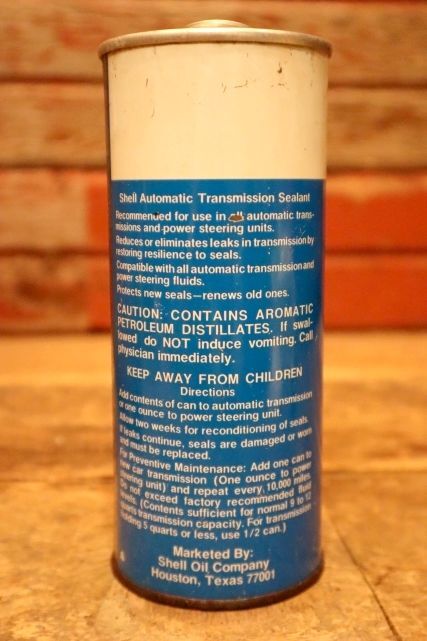 Shell Automatic Transmission Sealant
Recommended for use in all automatic trans-
missions and power steering units.
Reduces or eliminates leaks in transmission by
restoring resilience to seals.
Compatible with all automatic transmission and
power steering fluids.
Protects new seals—renews old ones.
CAUTION: CONTAINS AROMATIC
PETROLEUM DISTILLATES. If swal-
lowed do NOT induce vomiting. Call
physician immediately.
KEEP AWAY FROM CHILDREN
Directions
Add contents of can to automatic transmission
or one ounce to power steering unit.
Allow two weeks for reconditioning of seals.
If leaks continue, seals are damaged or worn
and must be replaced.
For Preventive Maintenance: Add one can to
new car transmission (One ounce to power
steering unit) and repeat every 10,000 miles.
Do not exceed factory recommended fluid
levels. (Contents sufficient for normal 9 to 12
quarts transmission capacity. For transmission
holding 5 quarts or less, use 1/2 can.)
Marketed By:
Shell Oil Company
Houston, Texas 77001